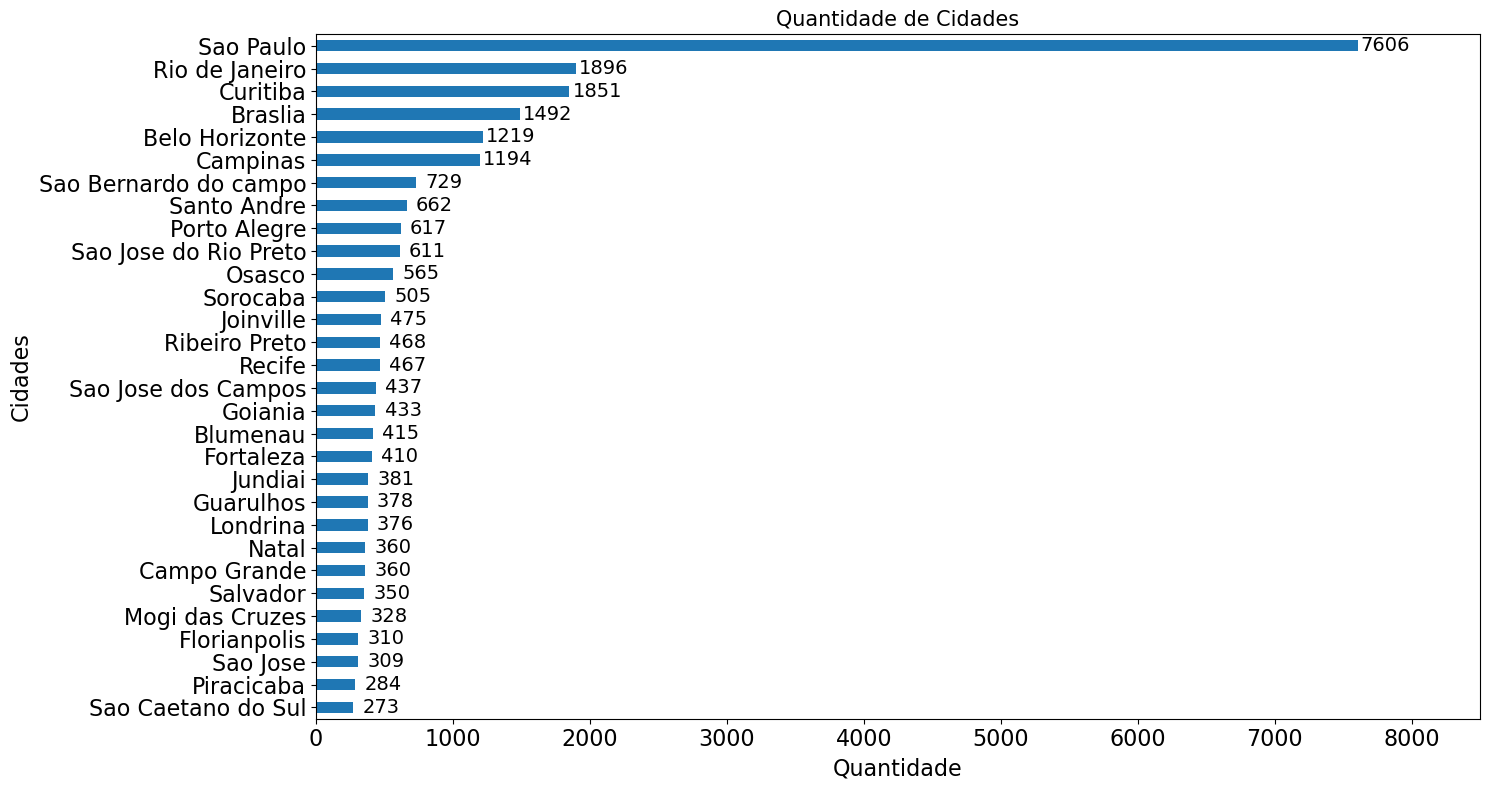 Quantidade de Cidades
Cidades
Sao Paulo 7606
Rio de Janeiro 1896
Curitiba 1851
Braslia 1492
Belo Horizonte 1219
Campinas 1194
Sao Bernardo do campo 729
Santo Andre 662
Porto Alegre 617
Sao Jose do Rio Preto 611
Osasco 565
Sorocaba 505
Joinville 475
Ribeiro Preto 468
Recife 467
Sao Jose dos Campos 437
Goiania 433
Blumenau 415
Fortaleza 410
Jundiai 381
Guarulhos 378
Londrina 376
Natal 360
Campo Grande 360
Salvador 350
Mogi das Cruzes 328
Florianpolis 310
Sao Jose 309
Piracicaba 284
Sao Caetano do Sul 273
0 1000 2000 3000 4000 5000 6000 7000 8000
Quantidade